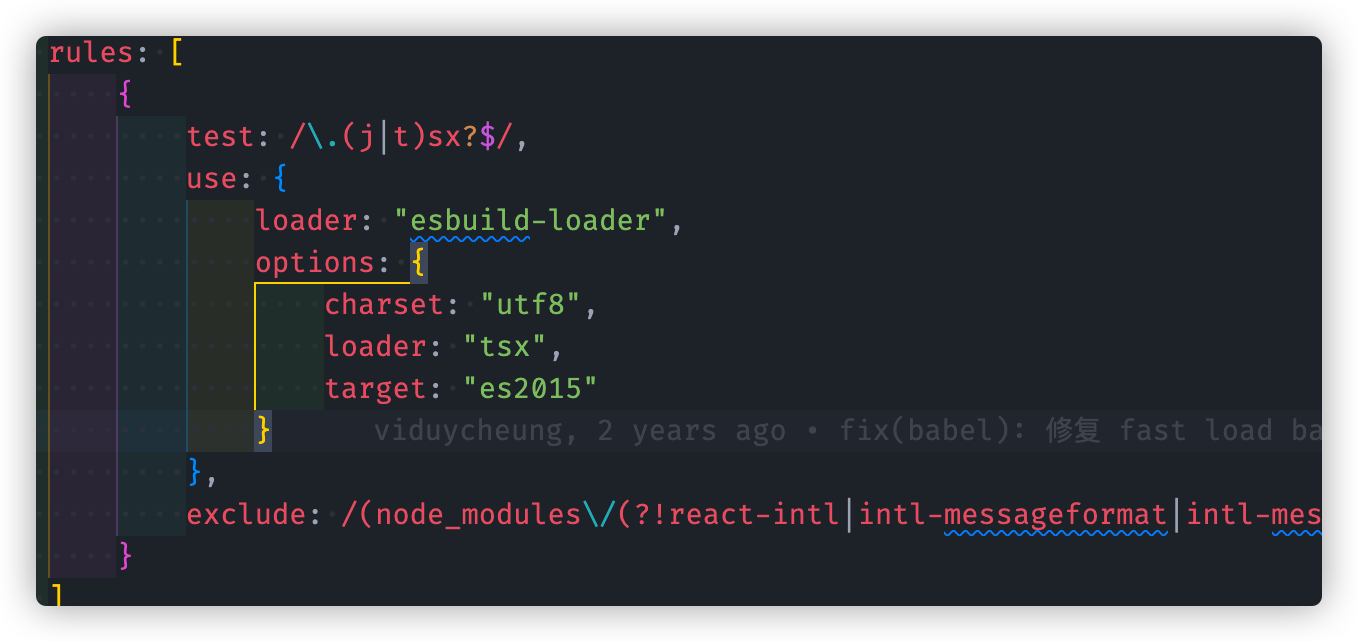 rules: [
{
test: /\.(j|t)sx?$/,
use: {
loader: "esbuild-loader",
options: {
charset: "utf8",
loader: "tsx",
target: "es2015"
} viduycheung, 2 years ago • fix(babel): 修复 fast load ba
},
exclude: /(node_modules\/(?!react-intl|intl-messageformat|intl-mes
}
]